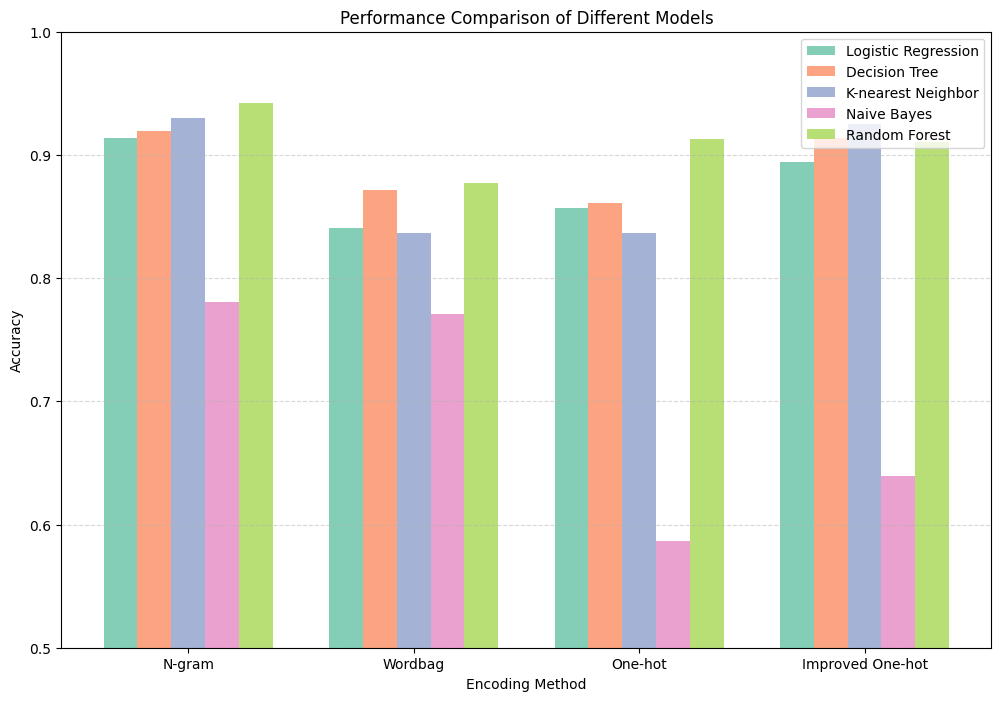 Performance Comparison of Different Models
1.0
0.9
0.8
0.7
0.6
0.5
Accuracy
Logistic Regression
Decision Tree
K-nearest Neighbor
Naive Bayes
Random Forest
N-gram
Wordbag
One-hot
Improved One-hot
Encoding Method